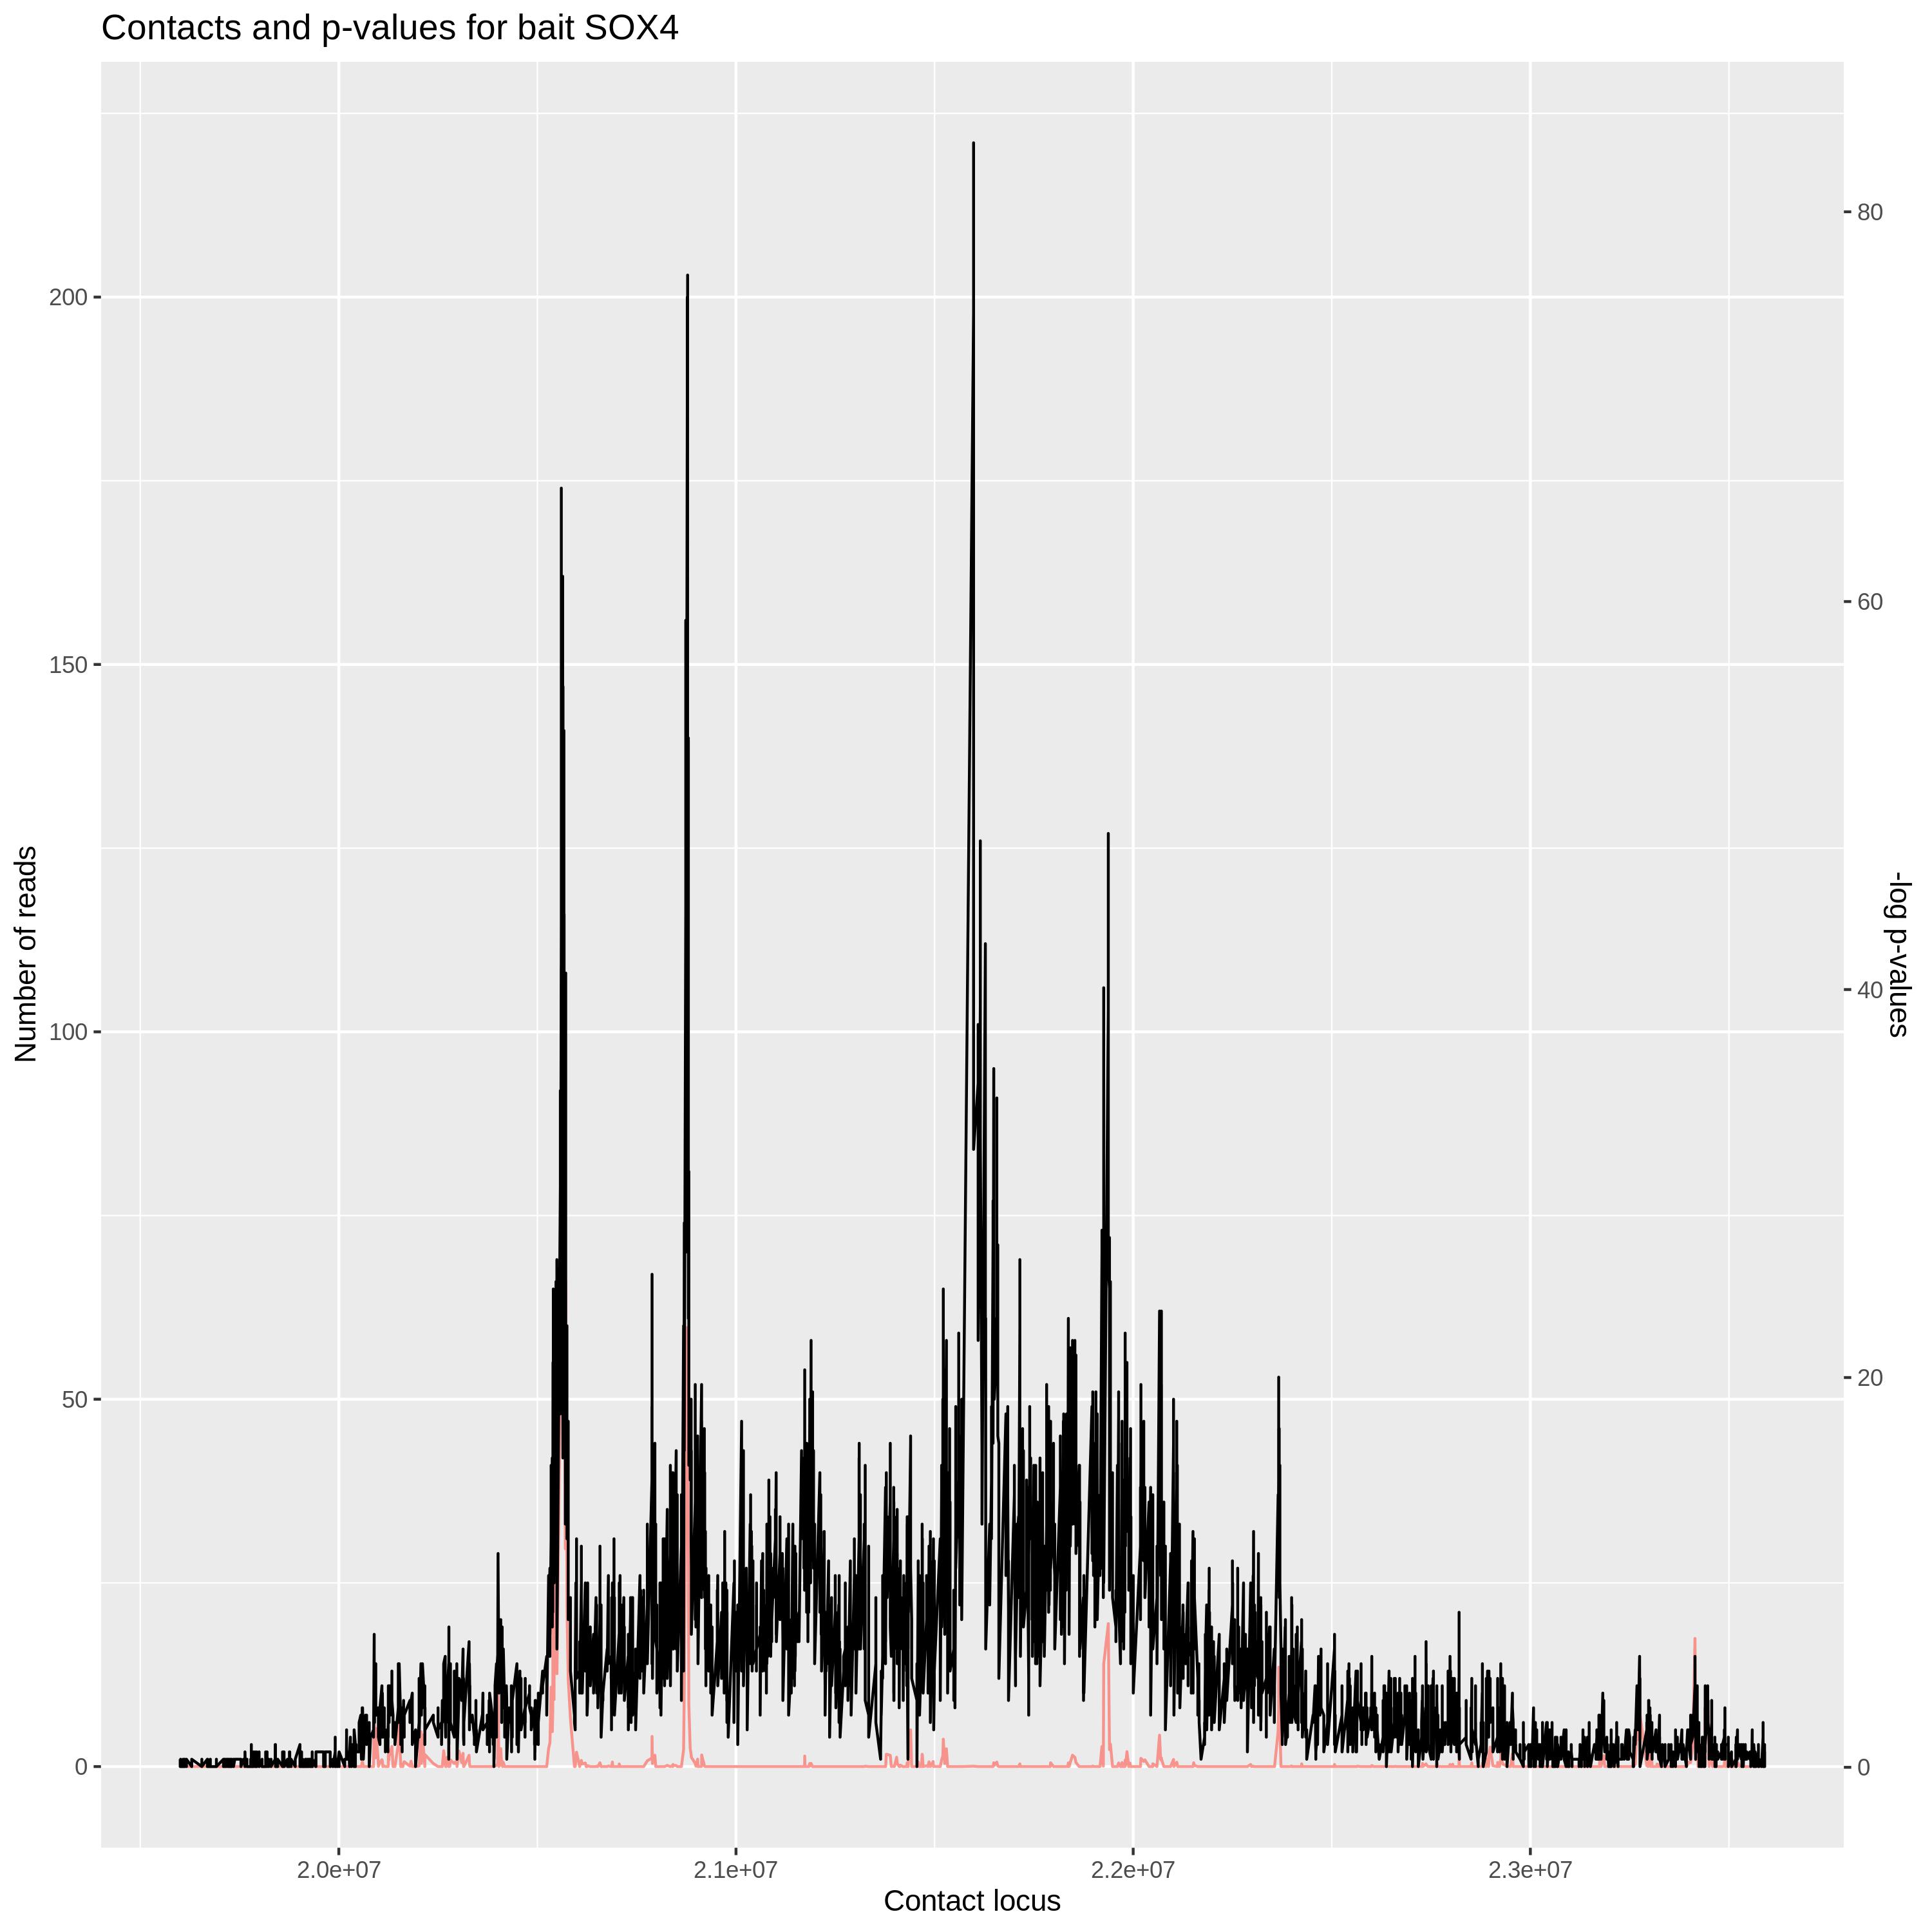 Contacts and p-values for bait SOX4
200
150
100
50
0
Number of reads
80
60
40
20
0
-log p-values
2.0e+07 2.1e+07 2.2e+07 2.3e+07
Contact locus